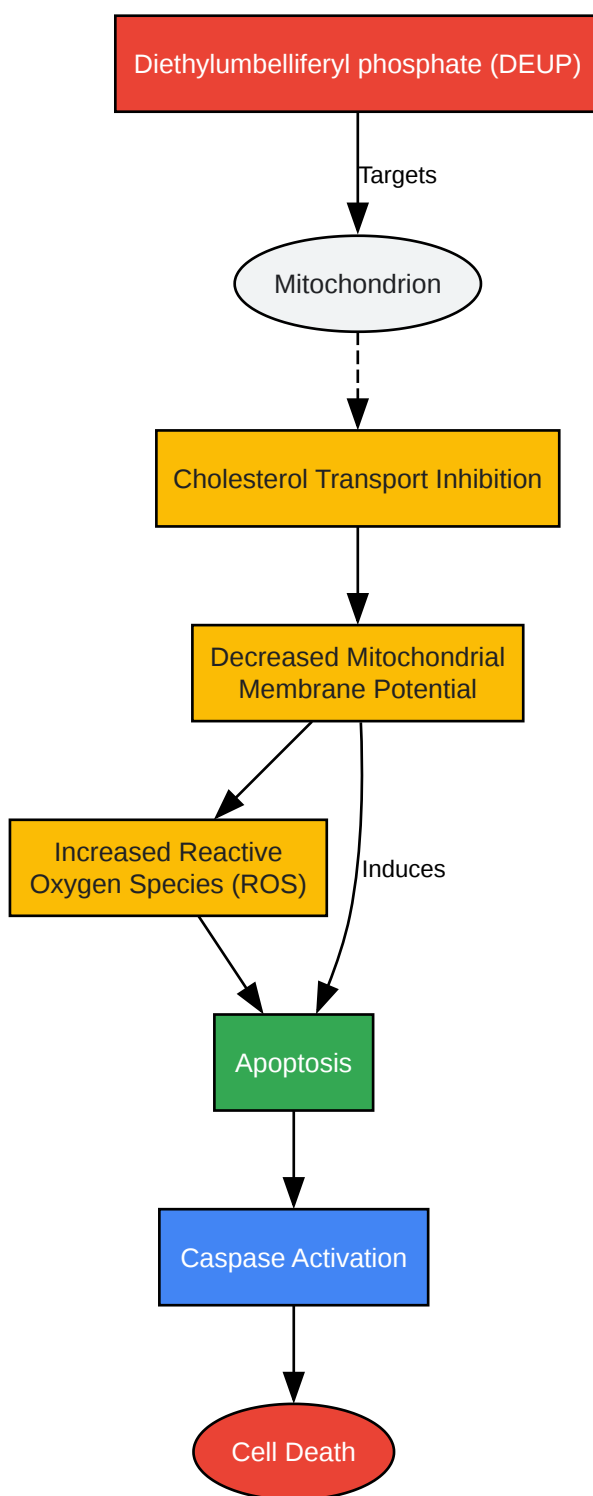 Diethylumbelliferyl phosphate (DEUP)
Targets
Mitochondrion
Cholesterol Transport Inhibition
Decreased Mitochondrial
Membrane Potential
Increased Reactive
Oxygen Species (ROS)
Induces
Apoptosis
Caspase Activation
Cell Death